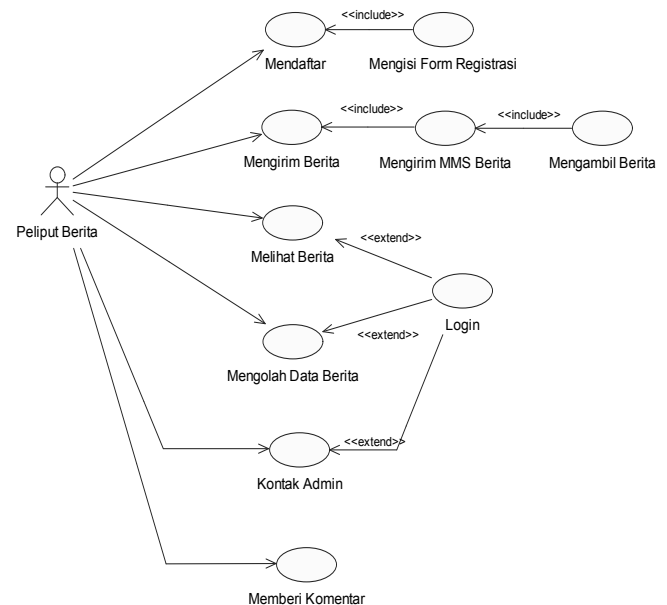 <<include>>
Mendaftar
Mengisi Form Registrasi
<<include>>
<<include>>
Mengirim Berita
Mengirim MMS Berita
Mengambil Berita
Peliput Berita
<<extend>>
Melihat Berita
Login
<<extend>>
Mengolah Data Berita
<<extend>>
Kontak Admin
Memberi Komentar